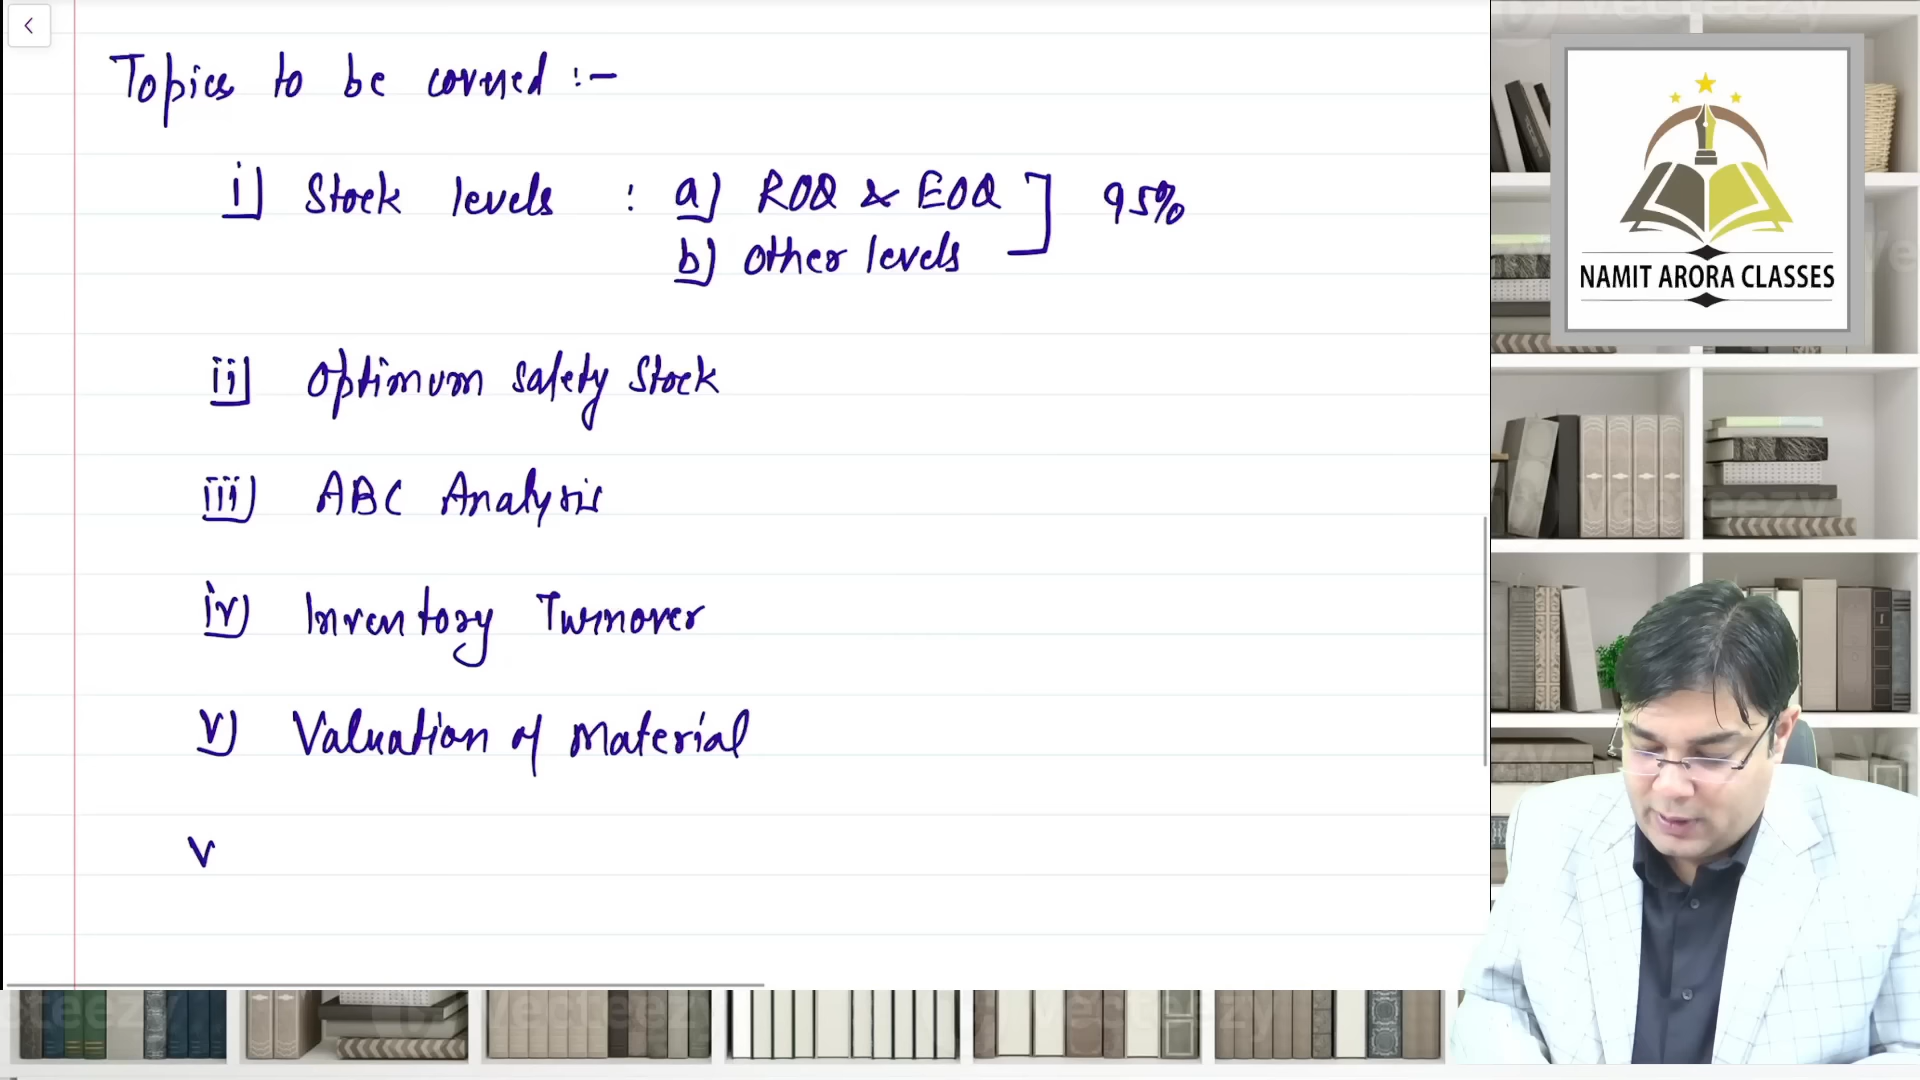 Topics to be covered :-
i) Stock levels : a) ROQ & EOQ ] 95%
b) other levels
ii) Optimum safety Stock
iii) ABC Analysis
iv) Inventory Turnover
v) Valuation of Material
v
NAMIT ARORA CLASSES